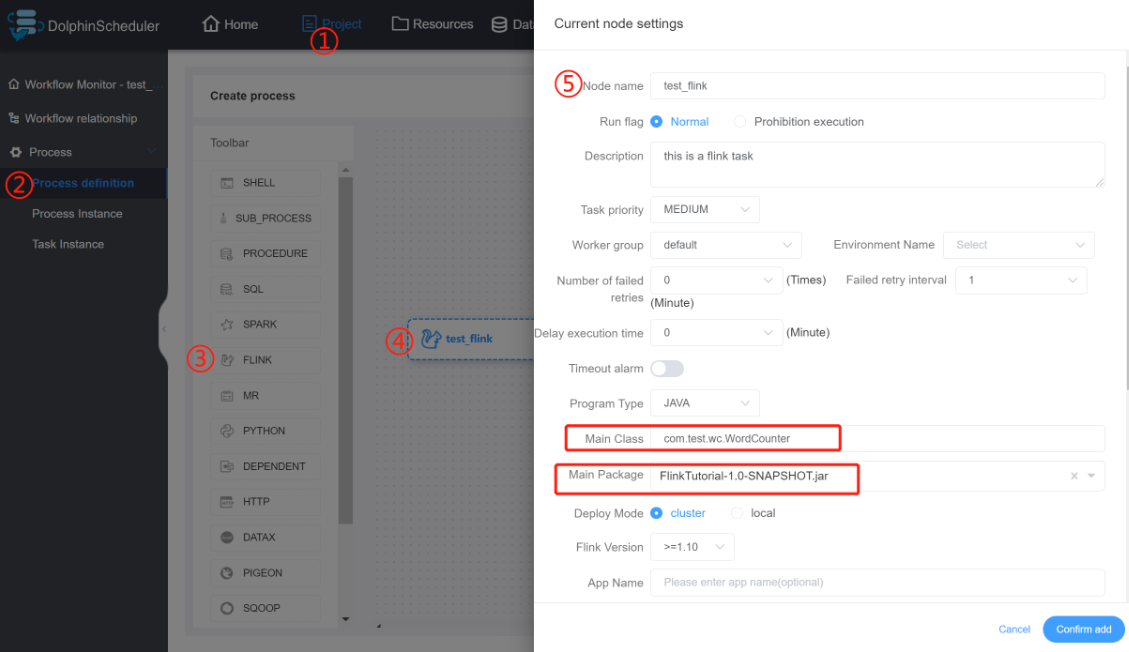 DolphinScheduler
Home
Project
Resources
Dat
①
Workflow Monitor - test_
Workflow relationship
Process
② Process definition
Process Instance
Task Instance
Create process
Toolbar
SHELL
SUB_PROCESS
PROCEDURE
SQL
SPARK
③ FLINK
MR
PYTHON
DEPENDENT
HTTP
DATAX
PIGEON
SQOOP
④ test_flink
Current node settings
⑤ Node name test_flink
Run flag Normal Prohibition execution
Description this is a flink task
Task priority MEDIUM
Worker group default Environment Name Select
Number of failed retries 0 (Times) Failed retry interval 1
(Minute)
Delay execution time 0 (Minute)
Timeout alarm
Program Type JAVA
Main Class com.test.wc.WordCounter
Main Package FlinkTutorial-1.0-SNAPSHOT.jar
Deploy Mode cluster local
Flink Version >=1.10
App Name Please enter app name(optional)
Cancel Confirm add